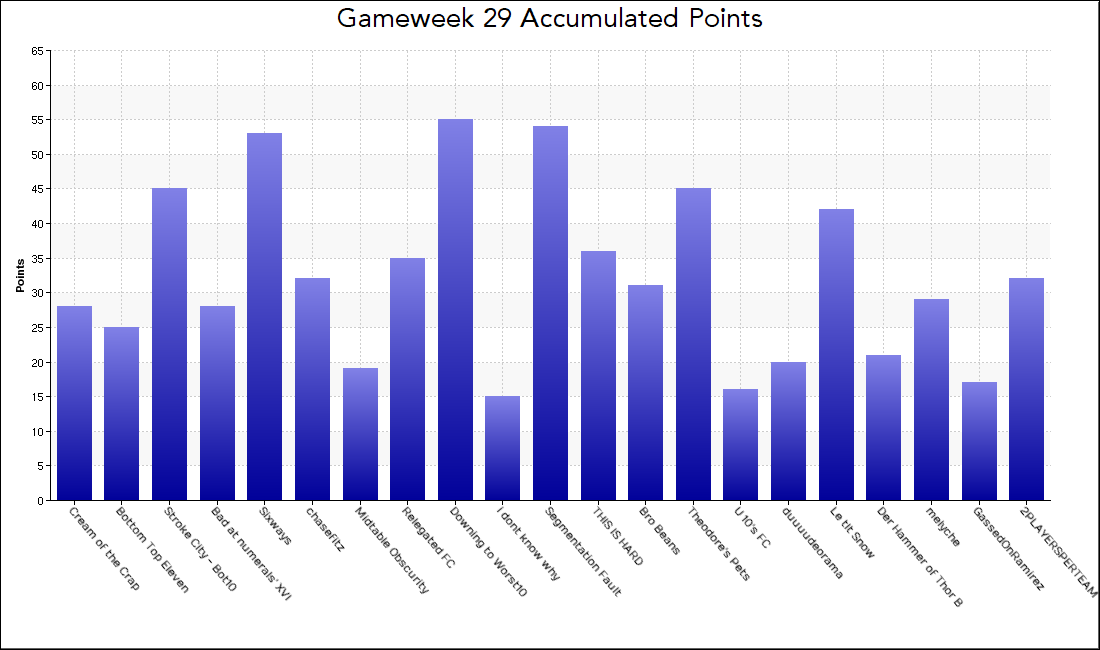 Gameweek 29 Accumulated Points
65
60
55
50
45
40
35
30
25
20
15
10
5
0
Points
Cream of the Crap
Bottom Top Eleven
Stroke City - Bot10
Bad at numerals' XVI
Sixways
chasefitz
Midtable Obscurity
Relegated FC
Downing to Worst10
i dont know why
Segmentation Fault
THIS IS HARD
Bro Beans
Theodore's Pets
U10's FC
duuuudeorama
Le tit Snow
Der Hammer of Thor B
melyche
GassedOnRamirez
2PLAYERSPERTEAM